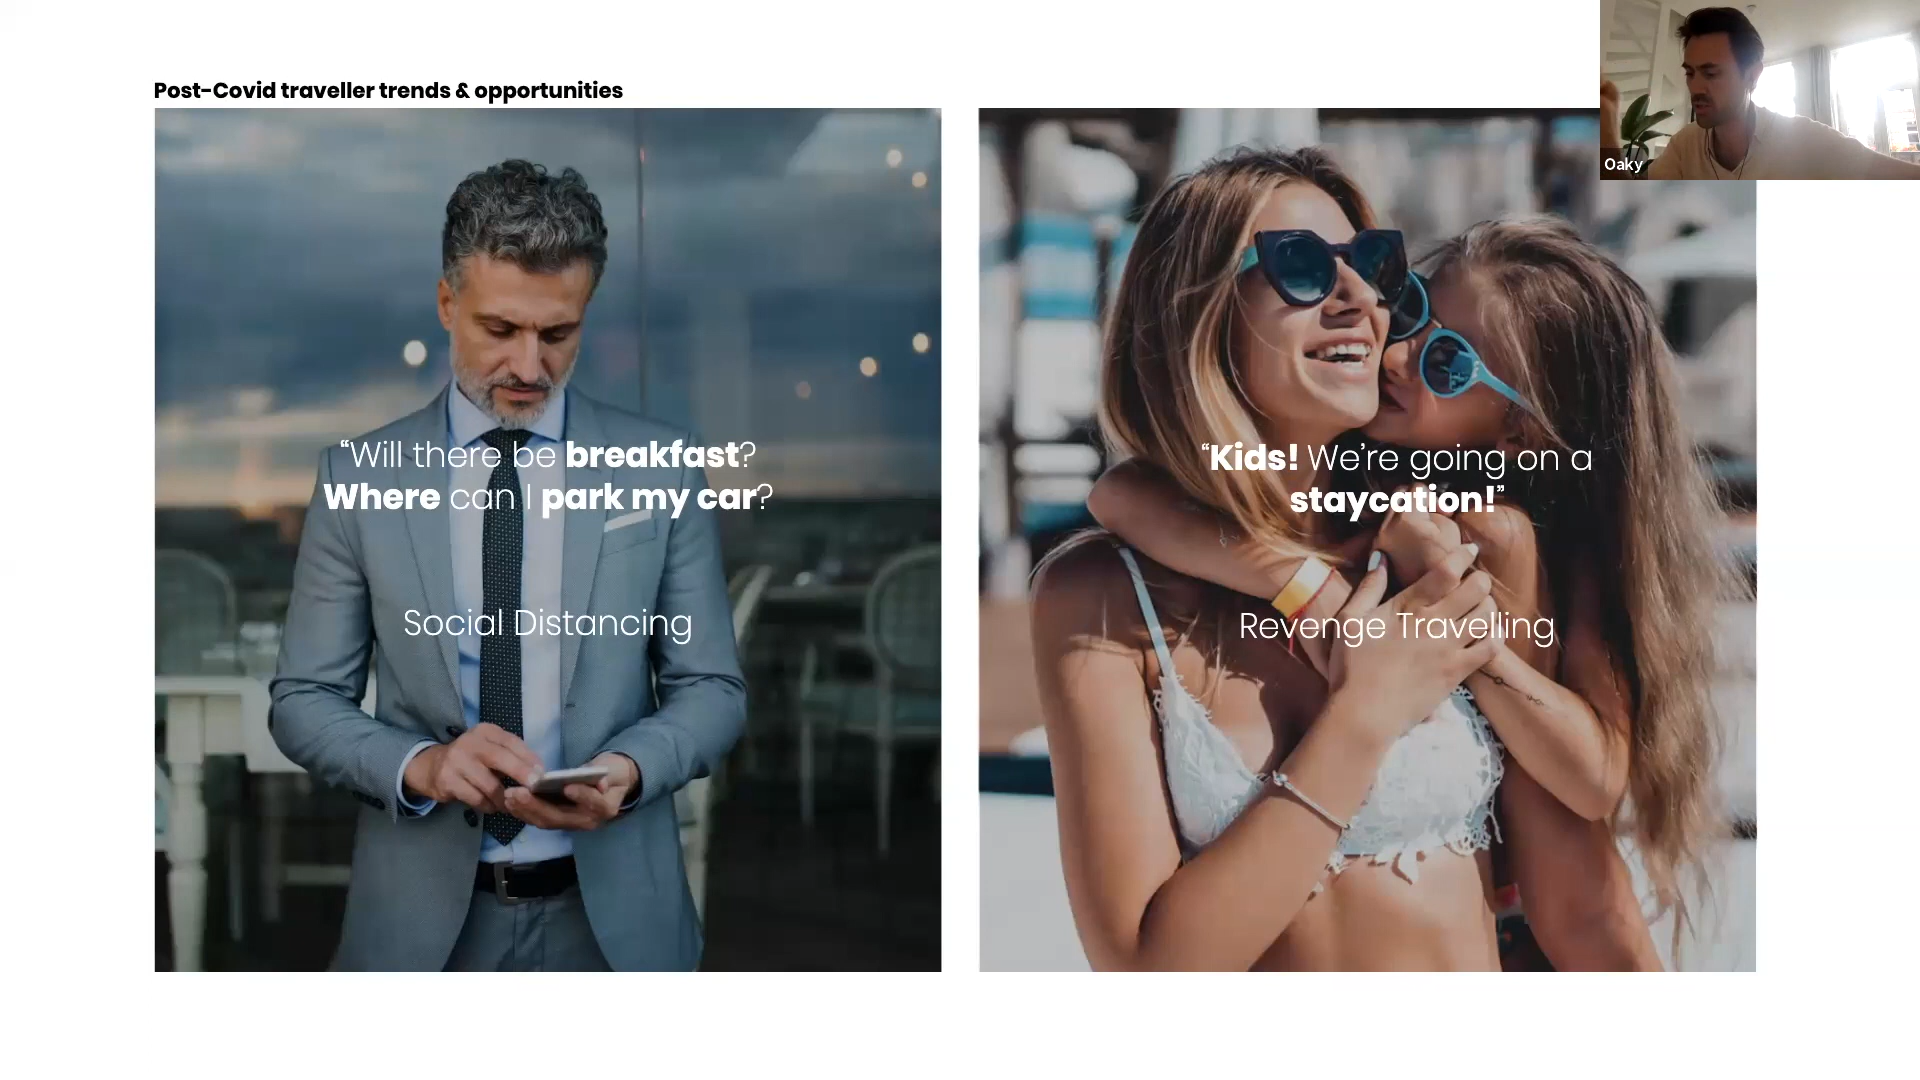 Post-Covid traveller trends & opportunities
“Will there be breakfast?
Where can I park my car?
Social Distancing
“Kids! We’re going on a
staycation!”
Revenge Travelling
Oaky